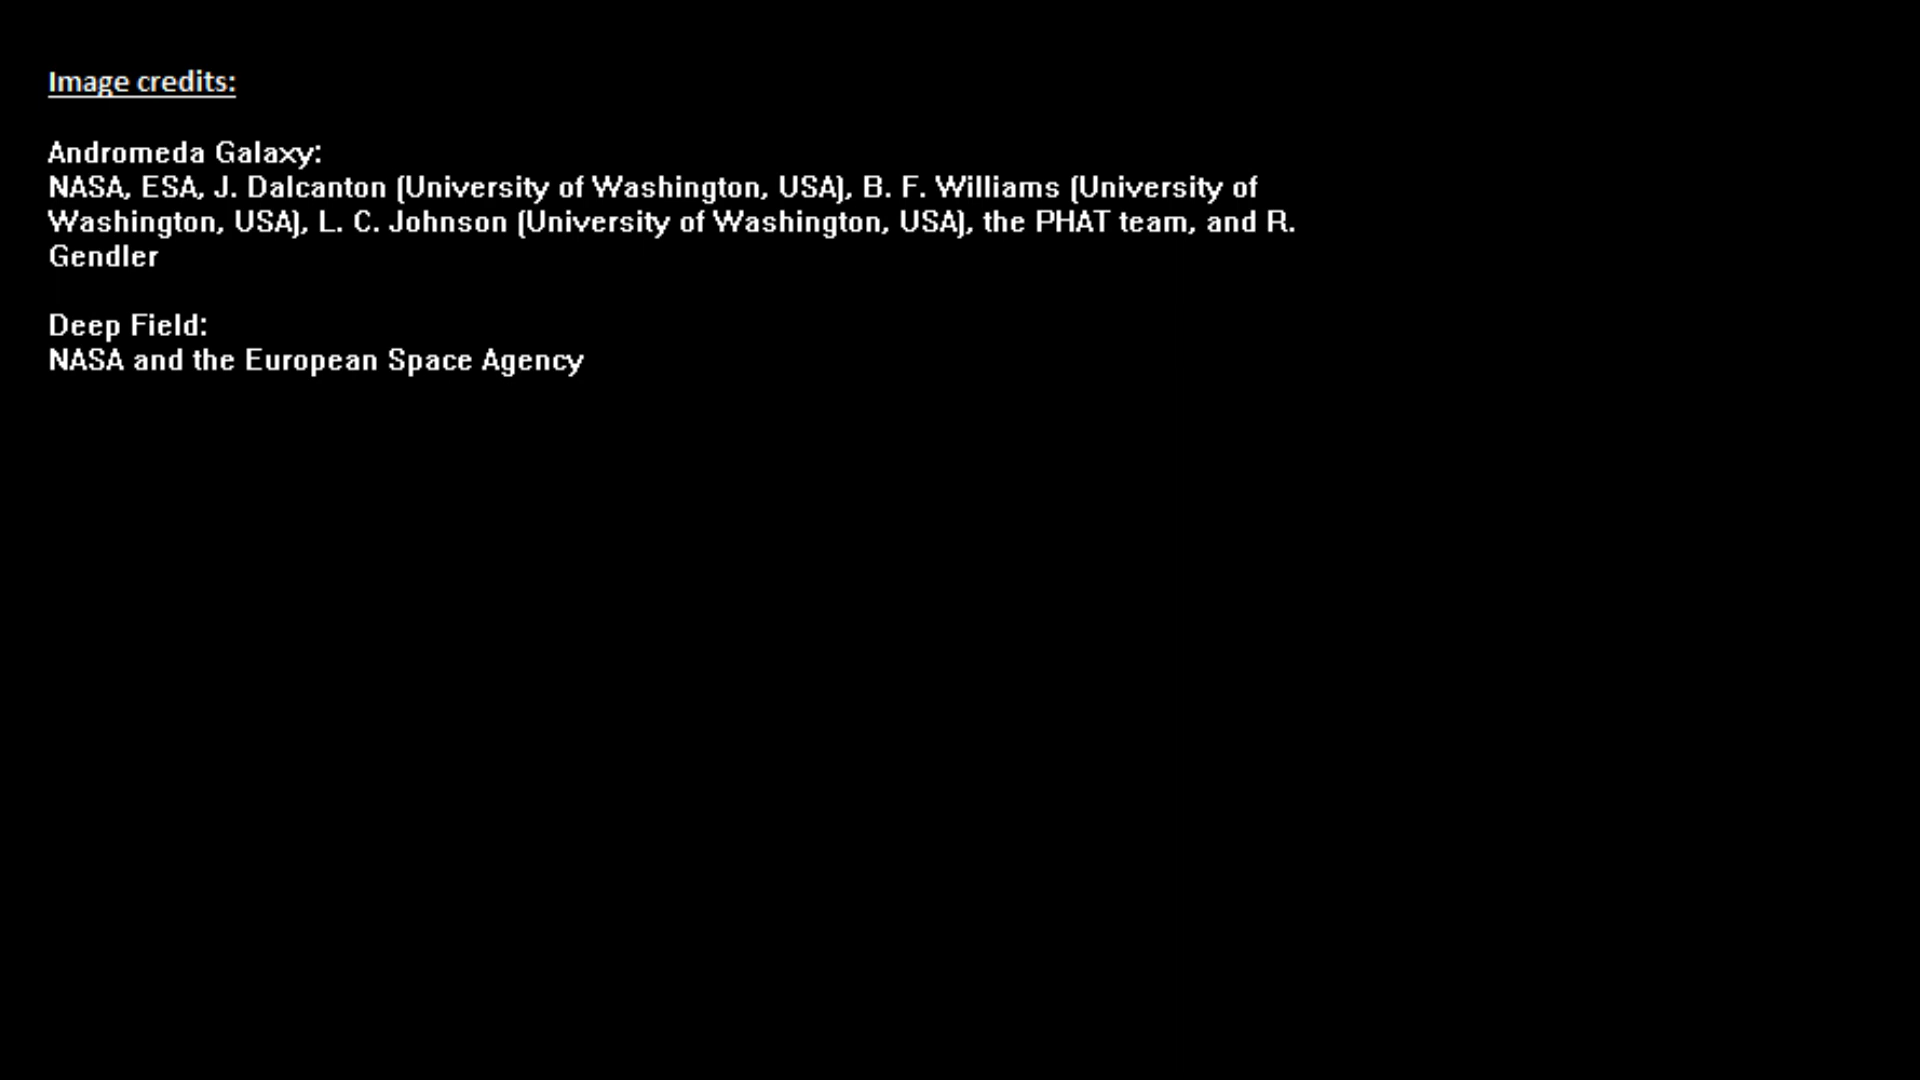 Image credits:
Andromeda Galaxy:
NASA, ESA, J. Dalcanton (University of Washington, USA), B. F. Williams (University of
Washington, USA), L. C. Johnson (University of Washington, USA), the PHAT team, and R.
Gendler
Deep Field:
NASA and the European Space Agency